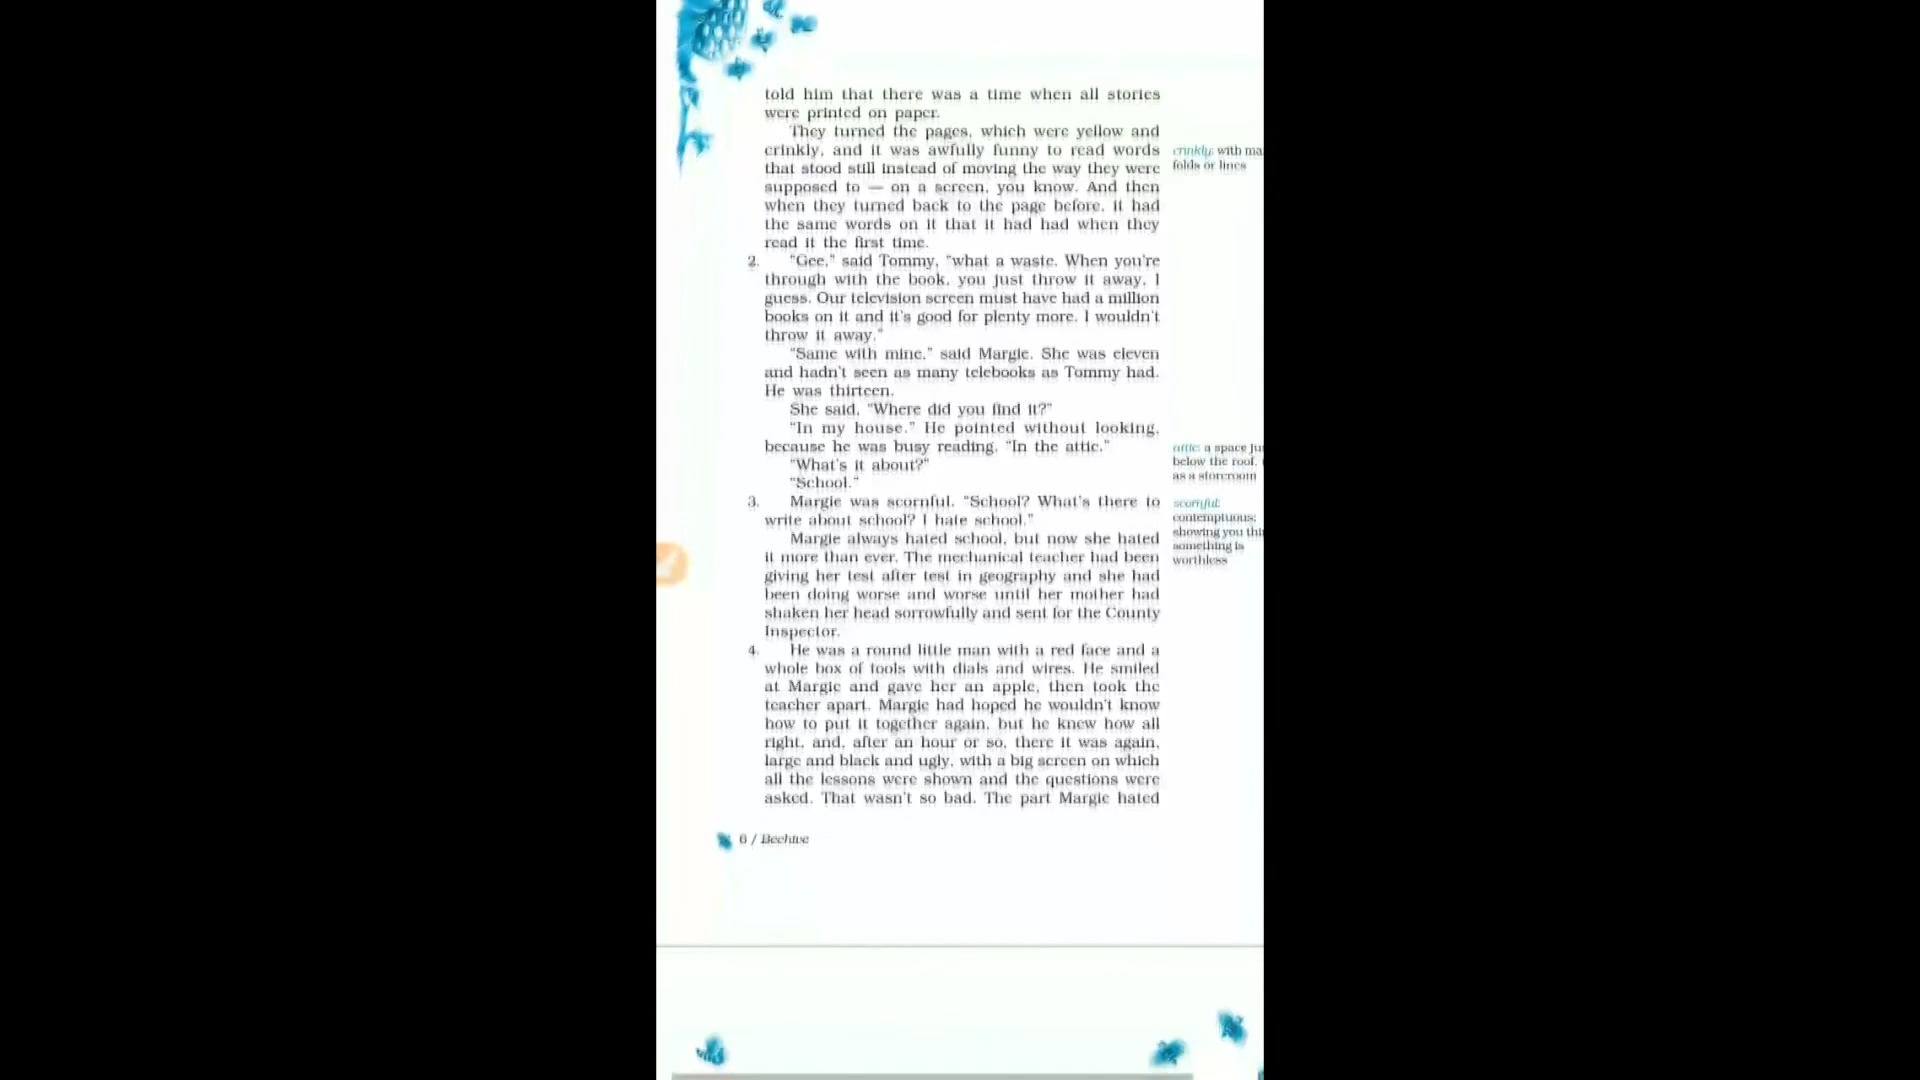 told him that there was a time when all stories
were printed on paper.
They turned the pages, which were yellow and
crinkly, and it was awfully funny to read words
that stood still instead of moving the way they were
supposed to — on a screen, you know. And then
when they turned back to the page before, it had
the same words on it that it had had when they
read it the first time.
2. "Gee," said Tommy, "what a waste. When you're
through with the book, you just throw it away, I
guess. Our television screen must have had a million
books on it and it's good for plenty more. I wouldn't
throw it away."
"Same with mine," said Margie. She was eleven
and hadn't seen as many telebooks as Tommy had.
He was thirteen.
She said, "Where did you find it?"
"In my house." He pointed without looking,
because he was busy reading. "In the attic."
"What's it about?"
"School."
3. Margie was scornful. "School? What's there to
write about school? I hate school."
Margie always hated school, but now she hated
it more than ever. The mechanical teacher had been
giving her test after test in geography and she had
been doing worse and worse until her mother had
shaken her head sorrowfully and sent for the County
Inspector.
4. He was a round little man with a red face and a
whole box of tools with dials and wires. He smiled
at Margie and gave her an apple, then took the
teacher apart. Margie had hoped he wouldn't know
how to put it together again, but he knew how all
right, and, after an hour or so, there it was again,
large and black and ugly, with a big screen on which
all the lessons were shown and the questions were
asked. That wasn't so bad. The part Margie hated
crinkly: with ma
folds or lines
attic: a space ju
below the roof,
as a storeroom
scornful:
contemptuous;
showing you thi
something is
worthless
6 / Beehive